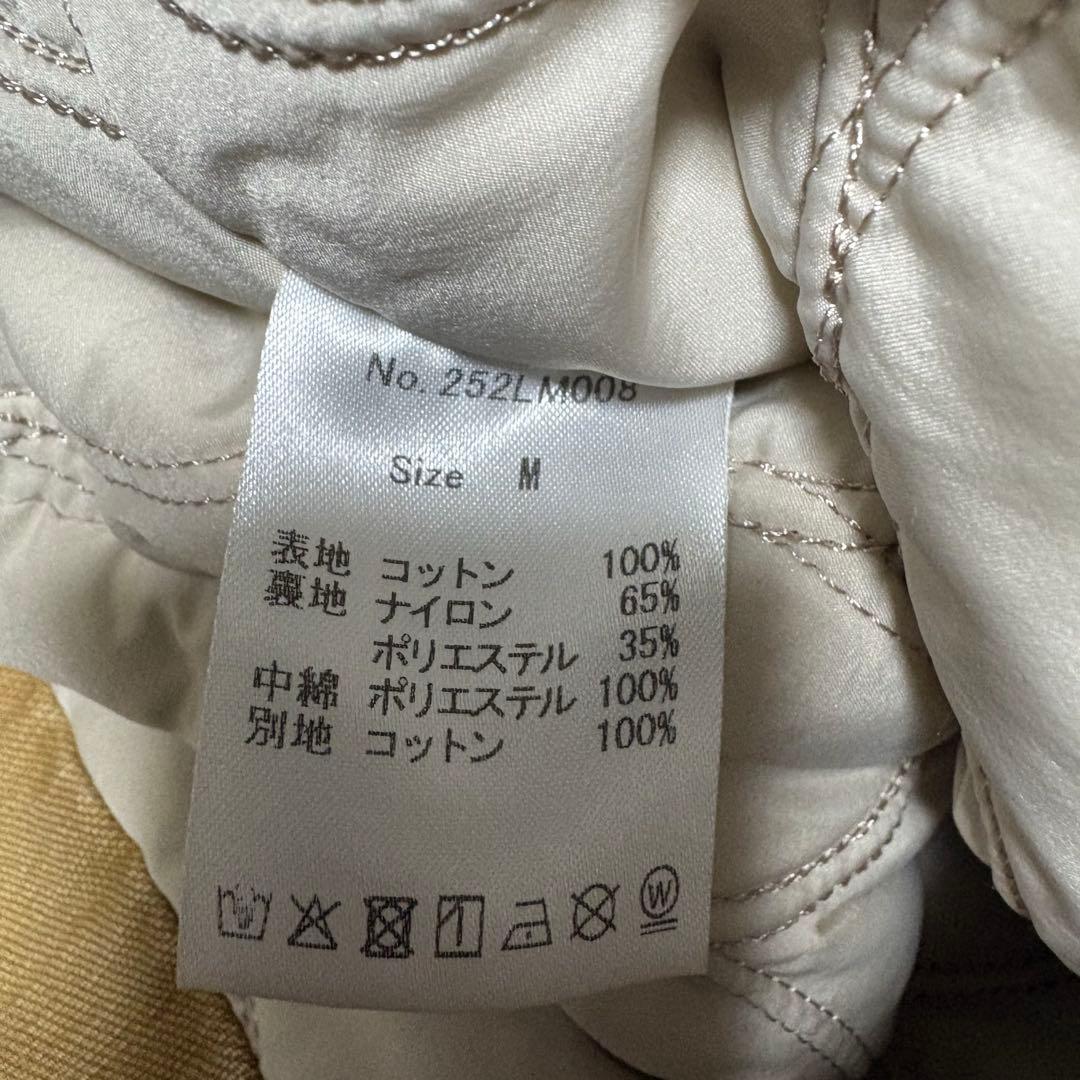 No. 252LM008
Size M
表地 コットン 100%
裏地 ナイロン 65%
ポリエステル 35%
中綿 ポリエステル 100%
別地 コットン 100%
W